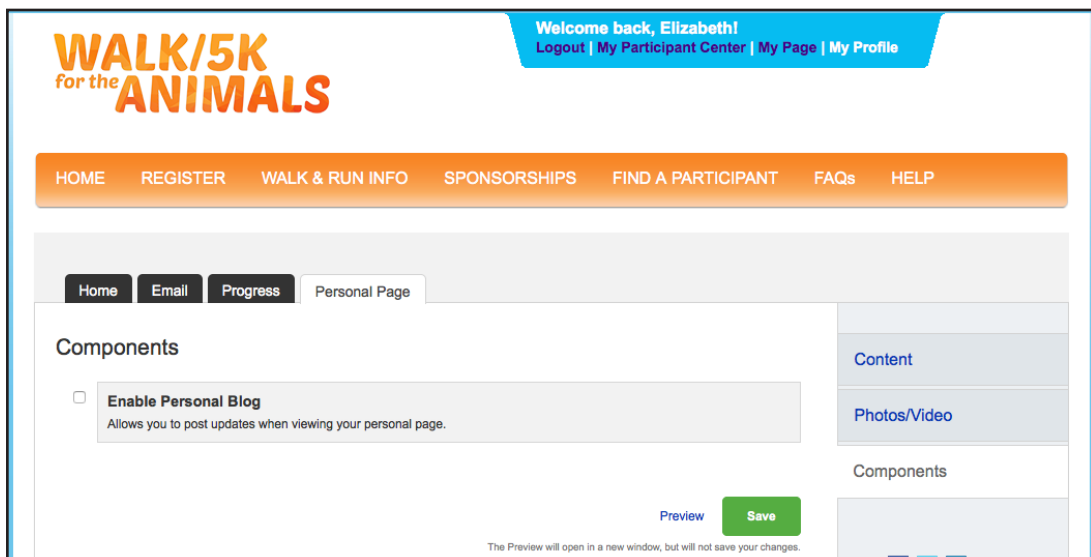 Welcome back, Elizabeth!
Logout | My Participant Center | My Page | My Profile
WALK/5K
for the
ANIMALS
HOME REGISTER WALK & RUN INFO SPONSORSHIPS FIND A PARTICIPANT FAQs HELP
Home Email Progress Personal Page
Components
Enable Personal Blog
Allows you to post updates when viewing your personal page.
Preview Save
The Preview will open in a new window, but will not save your changes.
Content
Photos/Video
Components